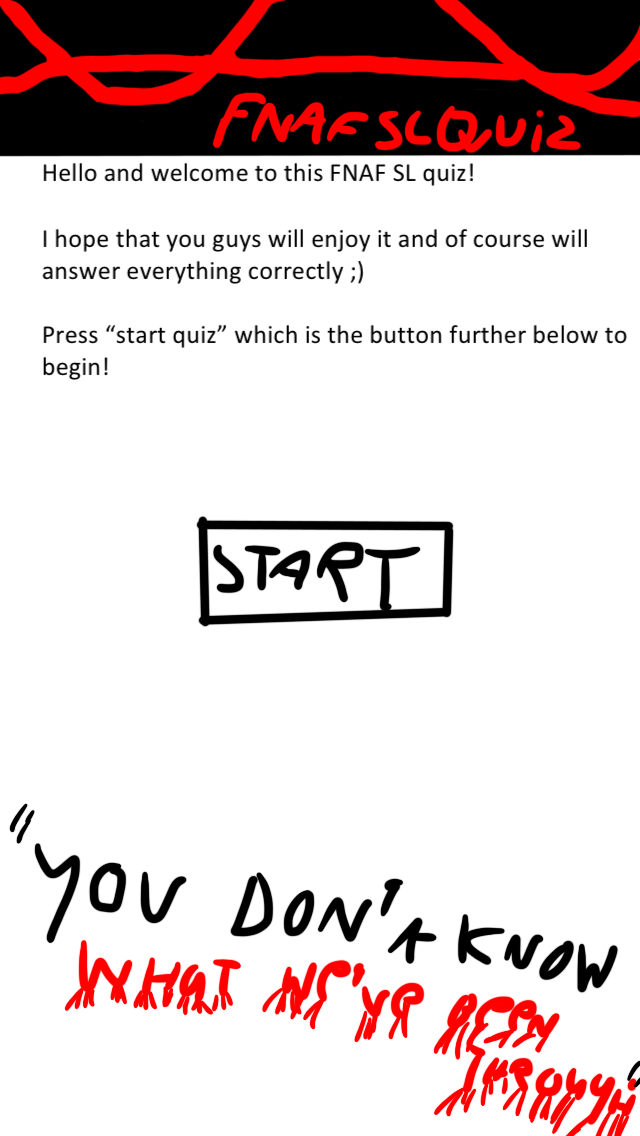 FNAF SL QUiz
Hello and welcome to this FNAF SL quiz!
I hope that you guys will enjoy it and of course will
answer everything correctly ;)
Press “start quiz” which is the button further below to
begin!
START
"YOU DON't KNOW
WHAT WE'VE BEEN
THROUGH"